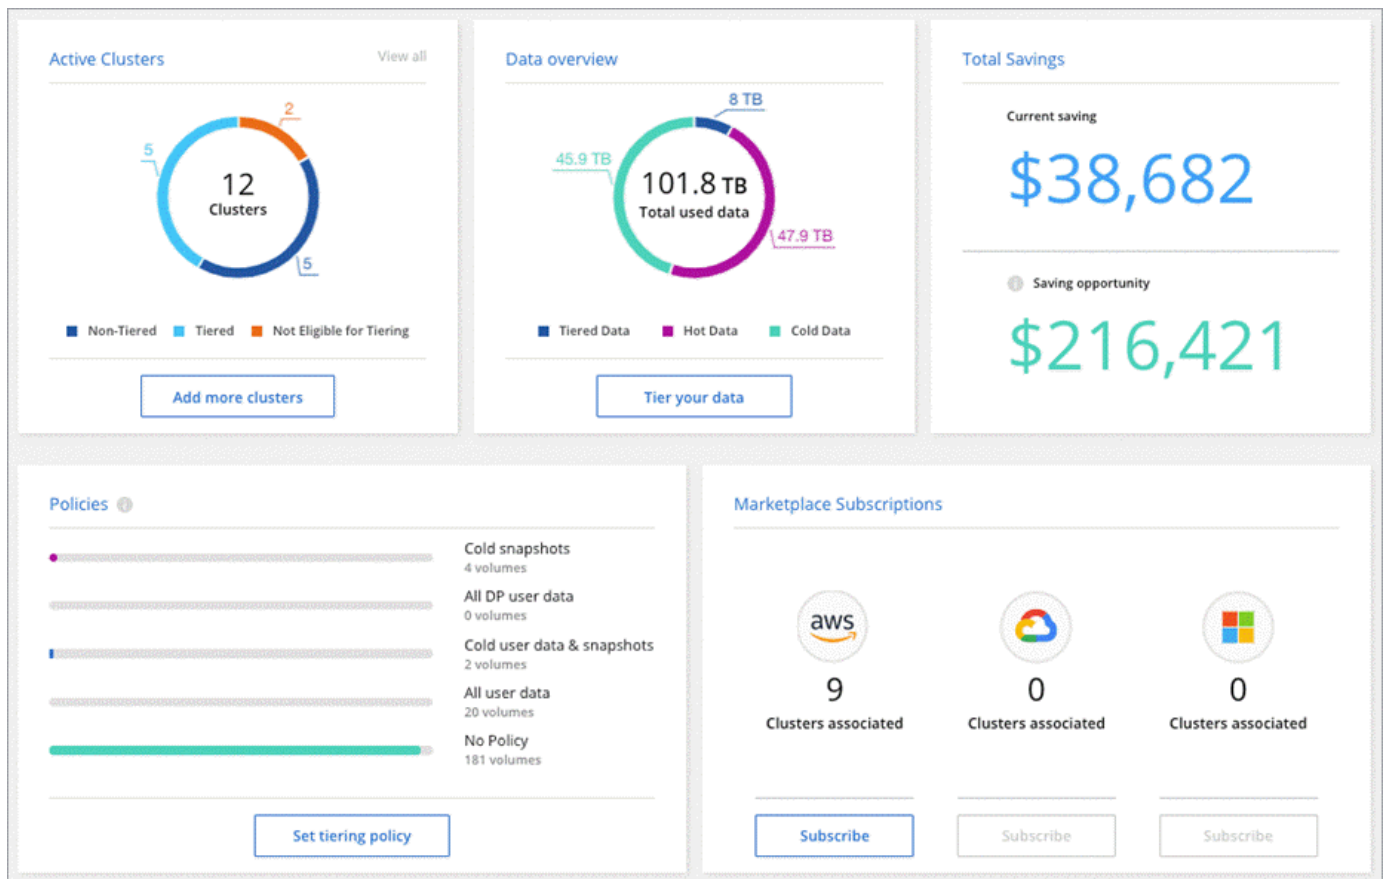 Active Clusters
View all
2
5
12
Clusters
5
Non-Tiered
Tiered
Not Eligible for Tiering
Add more clusters
Data overview
8 TB
45.9 TB
101.8 TB
Total used data
47.9 TB
Tiered Data
Hot Data
Cold Data
Tier your data
Total Savings
Current saving
$38,682
Saving opportunity
$216,421
Policies
Cold snapshots
4 volumes
All DP user data
0 volumes
Cold user data & snapshots
2 volumes
All user data
20 volumes
No Policy
181 volumes
Set tiering policy
Marketplace Subscriptions
aws
9
Clusters associated
Subscribe
0
Clusters associated
Subscribe
0
Clusters associated
Subscribe